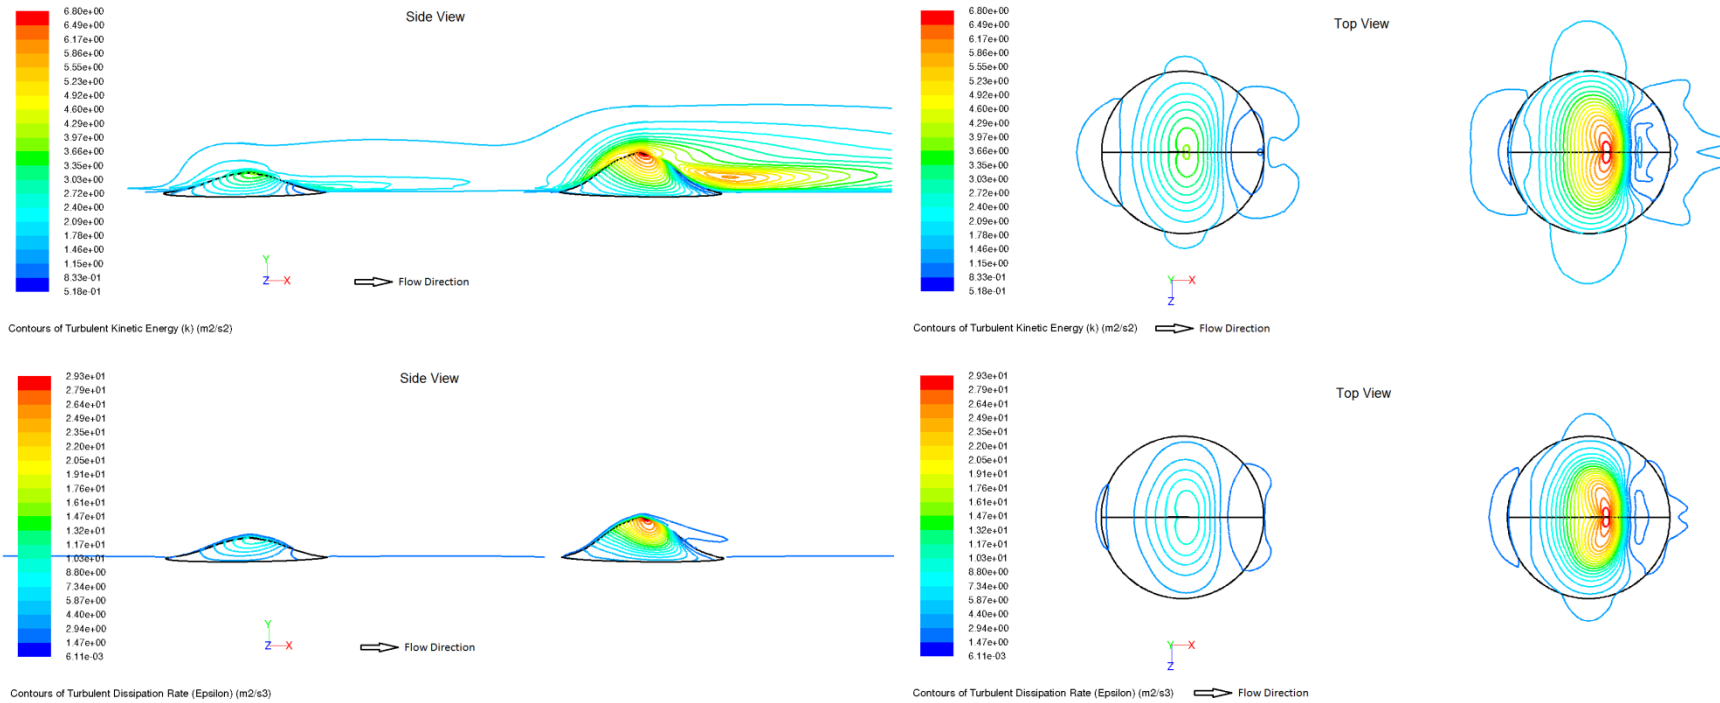 6.80e+00
6.49e+00
6.17e+00
5.86e+00
5.55e+00
5.23e+00
4.92e+00
4.60e+00
4.29e+00
3.97e+00
3.66e+00
3.35e+00
3.03e+00
2.72e+00
2.40e+00
2.09e+00
1.78e+00
1.46e+00
1.15e+00
8.33e-01
5.18e-01
Side View
Y
Z X
Flow Direction
Contours of Turbulent Kinetic Energy (k) (m2/s2)
6.80e+00
6.49e+00
6.17e+00
5.86e+00
5.55e+00
5.23e+00
4.92e+00
4.60e+00
4.29e+00
3.97e+00
3.66e+00
3.35e+00
3.03e+00
2.72e+00
2.40e+00
2.09e+00
1.78e+00
1.46e+00
1.15e+00
8.33e-01
5.18e-01
Top View
Y X
Z
Contours of Turbulent Kinetic Energy (k) (m2/s2)
Flow Direction
2.93e+01
2.79e+01
2.64e+01
2.49e+01
2.35e+01
2.20e+01
2.05e+01
1.91e+01
1.76e+01
1.61e+01
1.47e+01
1.32e+01
1.17e+01
1.03e+01
8.80e+00
7.34e+00
5.87e+00
4.40e+00
2.94e+00
1.47e+00
6.11e-03
Side View
Y
Z X
Flow Direction
Contours of Turbulent Dissipation Rate (Epsilon) (m2/s3)
2.93e+01
2.79e+01
2.64e+01
2.49e+01
2.35e+01
2.20e+01
2.05e+01
1.91e+01
1.76e+01
1.61e+01
1.47e+01
1.32e+01
1.17e+01
1.03e+01
8.80e+00
7.34e+00
5.87e+00
4.40e+00
2.94e+00
1.47e+00
6.11e-03
Top View
Y X
Z
Contours of Turbulent Dissipation Rate (Epsilon) (m2/s3)
Flow Direction